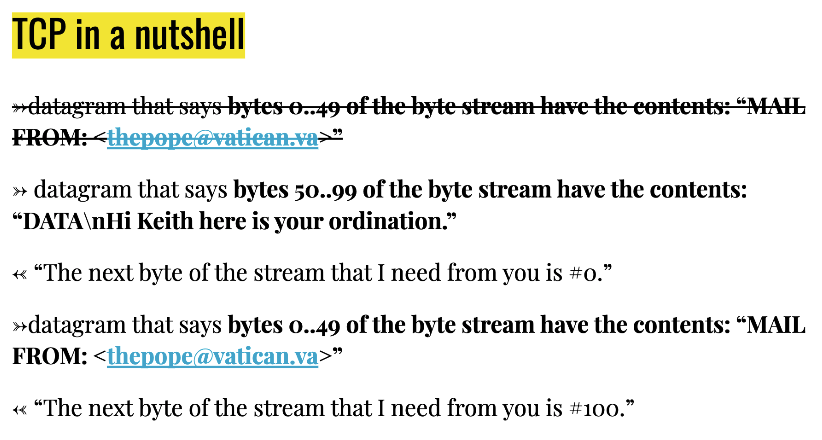 TCP in a nutshell
↣datagram that says bytes 0..49 of the byte stream have the contents: “MAIL
FROM: <thepope@vatican.va>”
↣ datagram that says bytes 50..99 of the byte stream have the contents:
“DATA\nHi Keith here is your ordination.”
↢ “The next byte of the stream that I need from you is #0.”
↣datagram that says bytes 0..49 of the byte stream have the contents: “MAIL
FROM: <thepope@vatican.va>”
↢ “The next byte of the stream that I need from you is #100.”